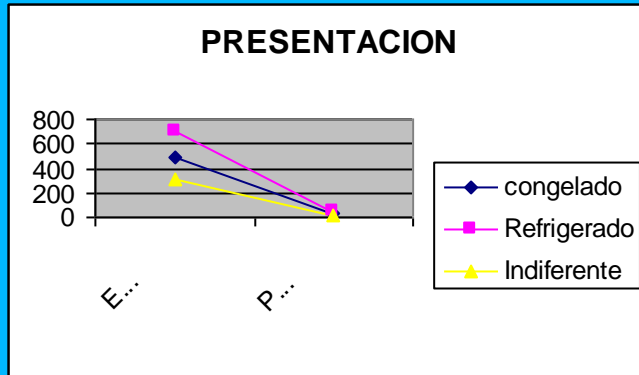 PRESENTACION
800
600
400
200
0
E...
P...
congelado
Refrigerado
Indiferente